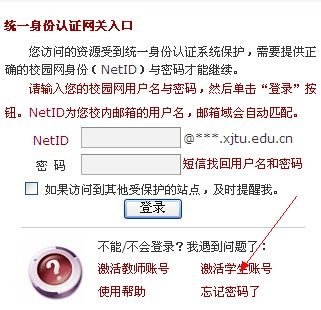 统一身份认证网关入口
您访问的资源受到统一身份认证系统保护，需要提供正
确的校园网身份（NetID）与密码才能继续。
请输入您的校园网用户名与密码，然后单击“登录”按
钮。NetID为您校内邮箱的用户名，邮箱域会自动匹配。
NetID @***.xjtu.edu.cn
密 码 短信找回用户名和密码
如果访问到其他受保护的站点，及时提醒我。
登录
不能/不会登录？我遇到问题了：
激活教师账号 激活学生账号
使用帮助 忘记密码了